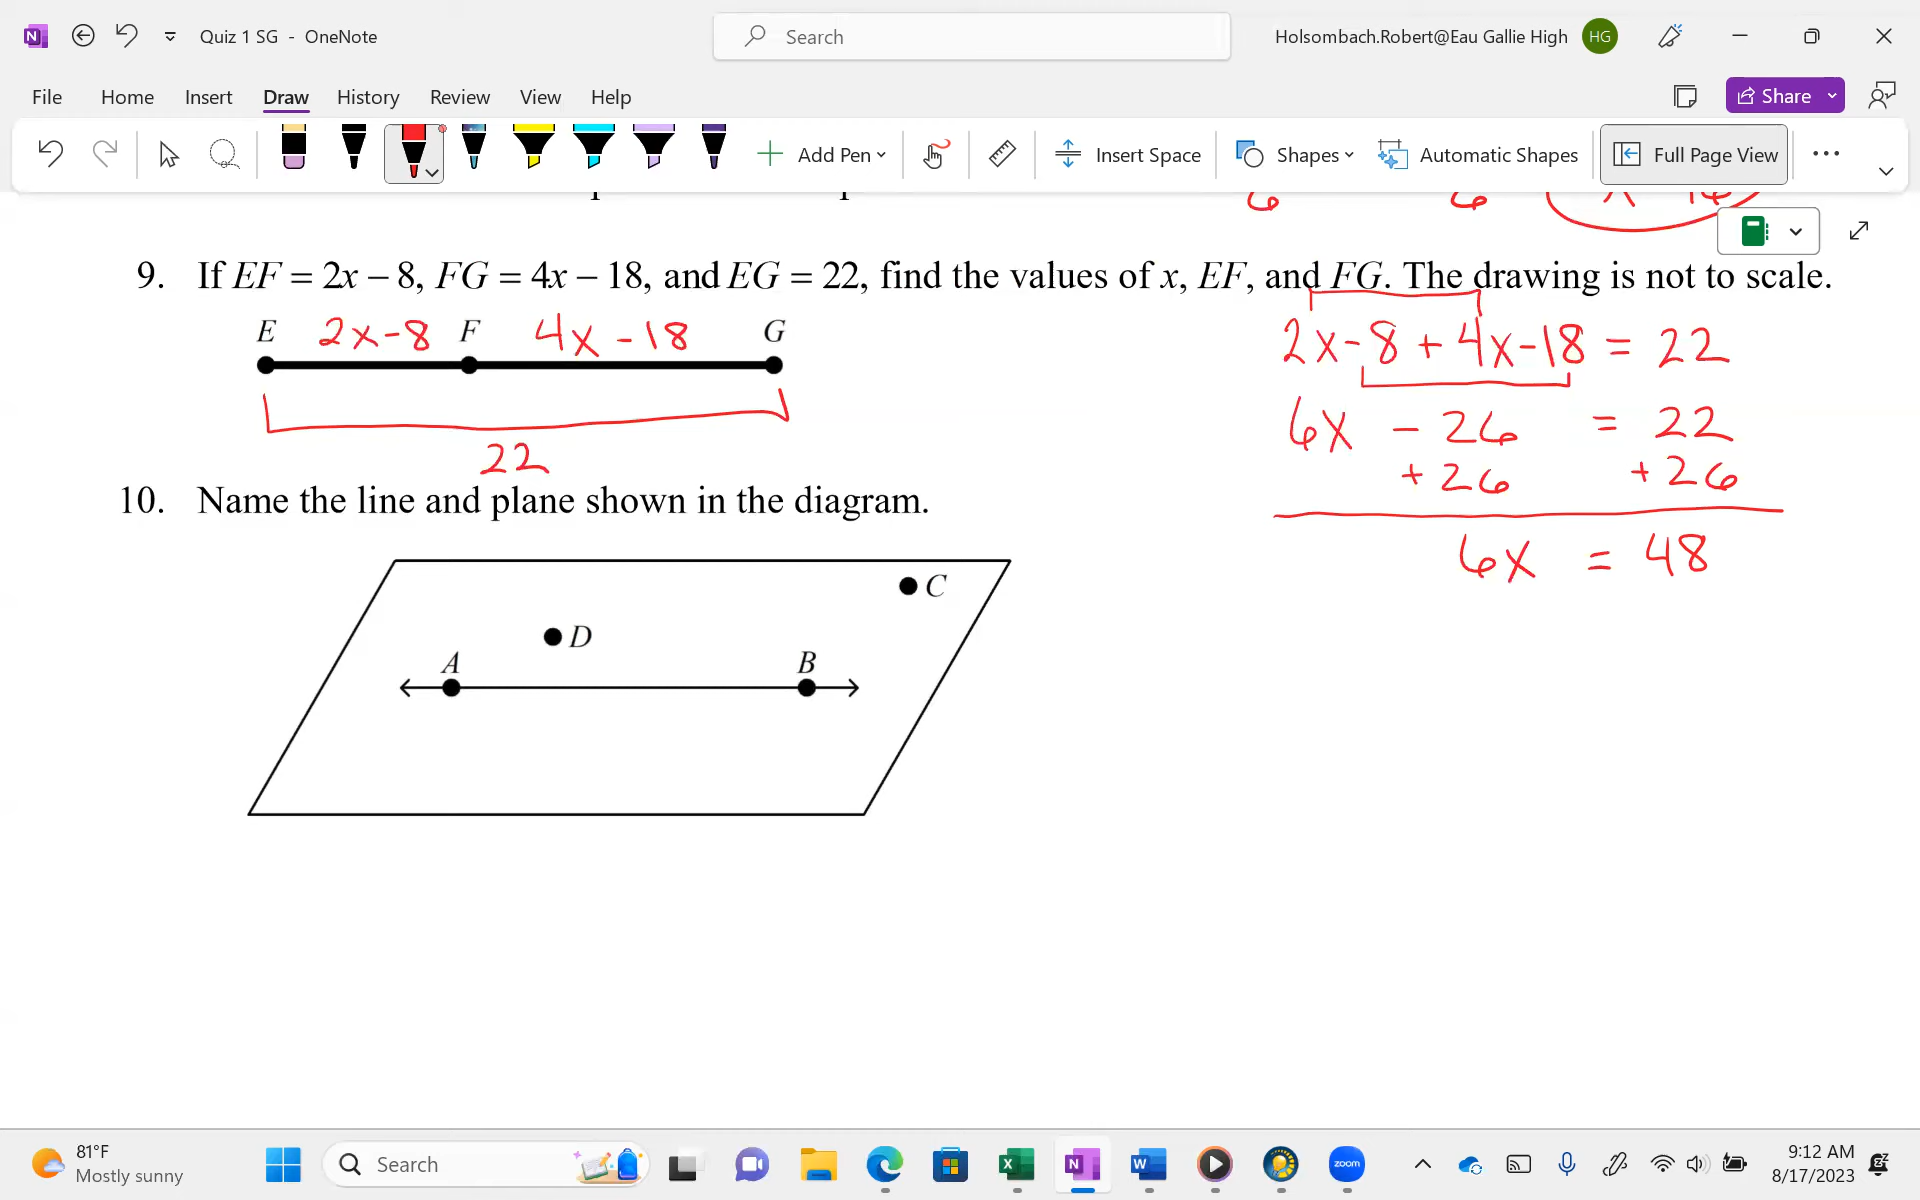 Quiz 1 SG - OneNote
Search
Holsombach.Robert@Eau Gallie High
HG
File Home Insert Draw History Review View Help
Share
Add Pen
Insert Space
Shapes
Automatic Shapes
Full Page View
9. If EF = 2x − 8, FG = 4x − 18, and EG = 22, find the values of x, EF, and FG. The drawing is not to scale.
E 2x-8 F 4x-18 G
22
2x-8+4x-18 = 22
6x - 26 = 22
+26 +26
6x = 48
10. Name the line and plane shown in the diagram.
C
D
A B
81°F
Mostly sunny
Search
zoom
9:12 AM
8/17/2023